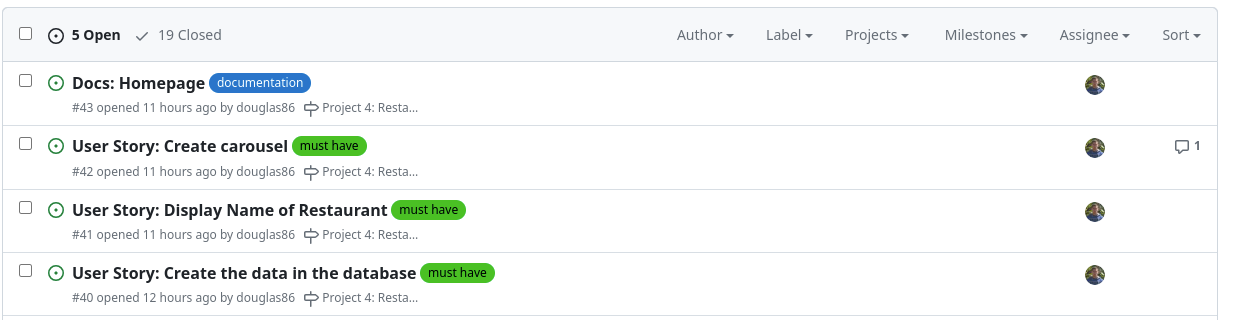 5 Open 19 Closed Author Label Projects Milestones Assignee Sort
Docs: Homepage documentation
#43 opened 11 hours ago by douglas86 Project 4: Resta...
User Story: Create carousel must have 1
#42 opened 11 hours ago by douglas86 Project 4: Resta...
User Story: Display Name of Restaurant must have
#41 opened 11 hours ago by douglas86 Project 4: Resta...
User Story: Create the data in the database must have
#40 opened 12 hours ago by douglas86 Project 4: Resta...